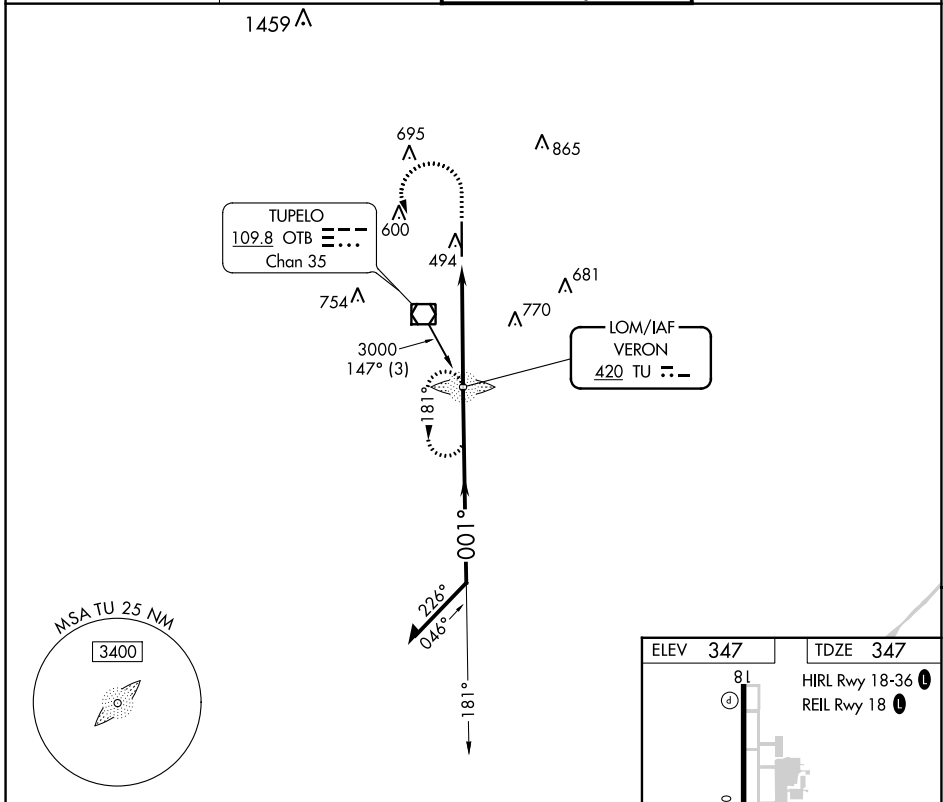 1459
695
865
TUPELO
109.8 OTB
Chan 35
600
494
754
681
770
LOM/IAF
VERON
420 TU
3000
147° (3)
181°
001°
226°
046°
181°
MSA TU 25 NM
3400
ELEV 347
TDZE 347
18
HIRL Rwy 18-36 L
REIL Rwy 18 L
P